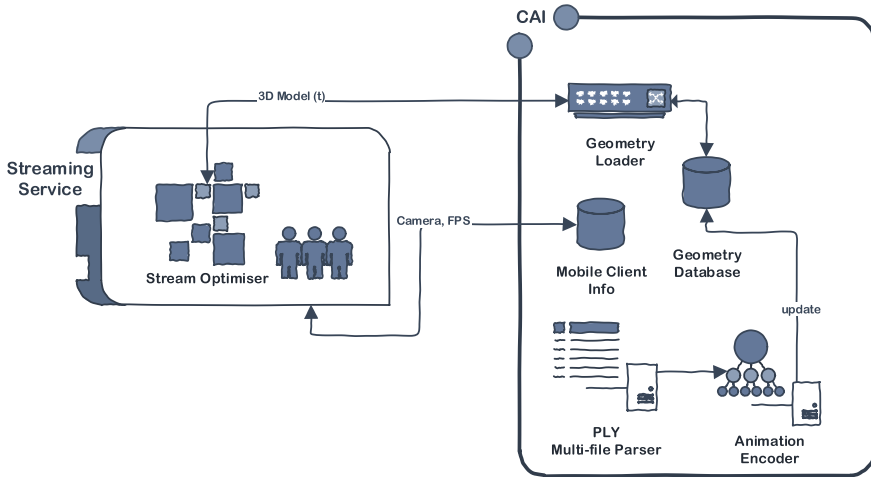 CAI
3D Model (t)
Geometry
Loader
Streaming
Service
Camera, FPS
Stream Optimiser
Mobile Client
Info
Geometry
Database
update
PLY
Multi-file Parser
Animation
Encoder